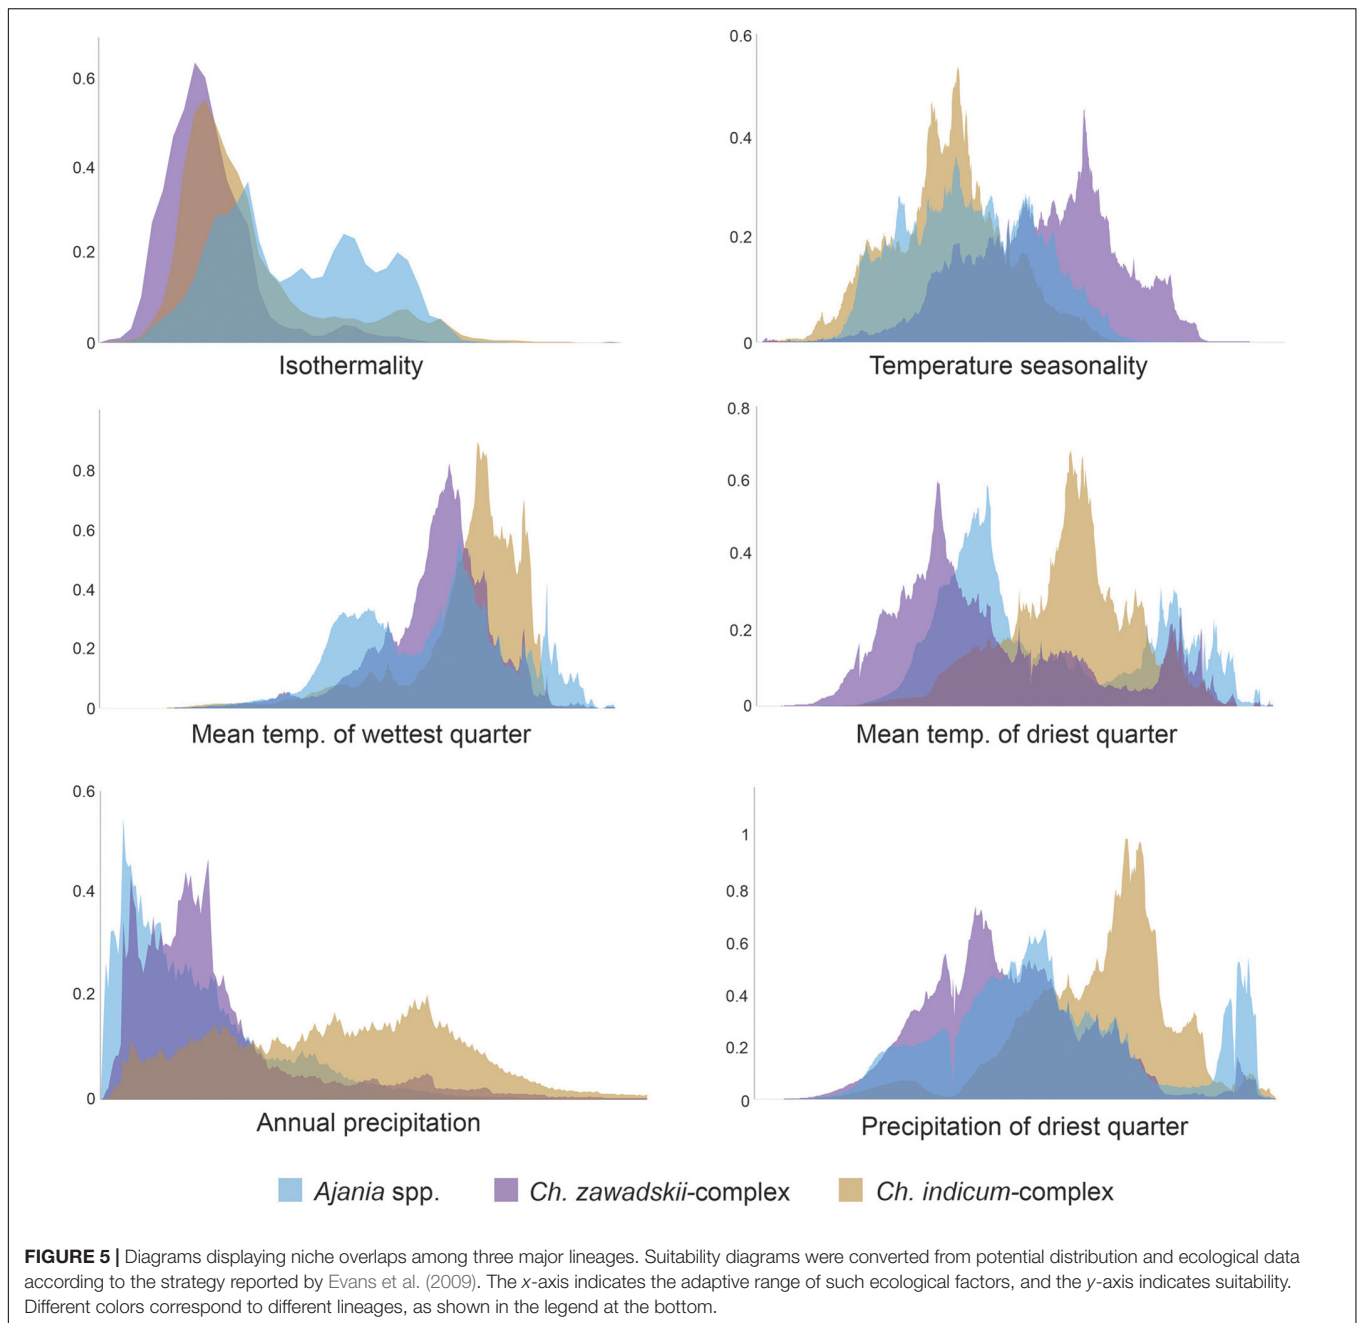 0.6
0.4
0.2
0
Isothermality
0.6
0.4
0.2
0
Temperature seasonality
0.8
0.6
0.4
0.2
0
Mean temp. of wettest quarter
0.8
0.6
0.4
0.2
0
Mean temp. of driest quarter
0.6
0.4
0.2
0
Annual precipitation
1
0.8
0.6
0.4
0.2
0
Precipitation of driest quarter
Ajania spp. Ch. zawadskii-complex Ch. indicum-complex
FIGURE 5 | Diagrams displaying niche overlaps among three major lineages. Suitability diagrams were converted from potential distribution and ecological data
according to the strategy reported by Evans et al. (2009). The x-axis indicates the adaptive range of such ecological factors, and the y-axis indicates suitability.
Different colors correspond to different lineages, as shown in the legend at the bottom.